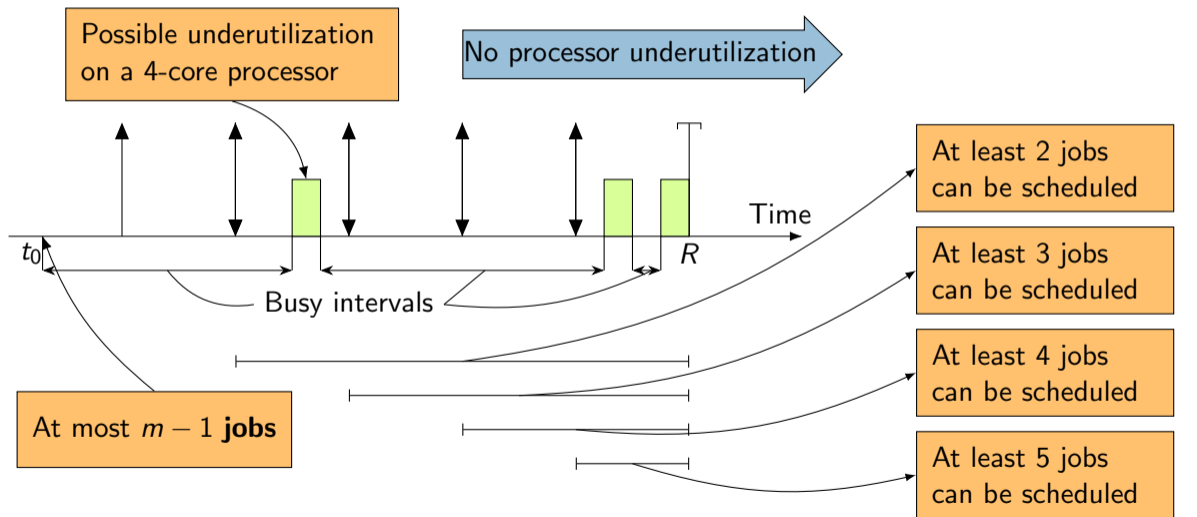 Possible underutilization
on a 4-core processor
No processor underutilization
At least 2 jobs
can be scheduled
Time
t0
R
At least 3 jobs
can be scheduled
Busy intervals
At least 4 jobs
can be scheduled
At most m − 1 jobs
At least 5 jobs
can be scheduled